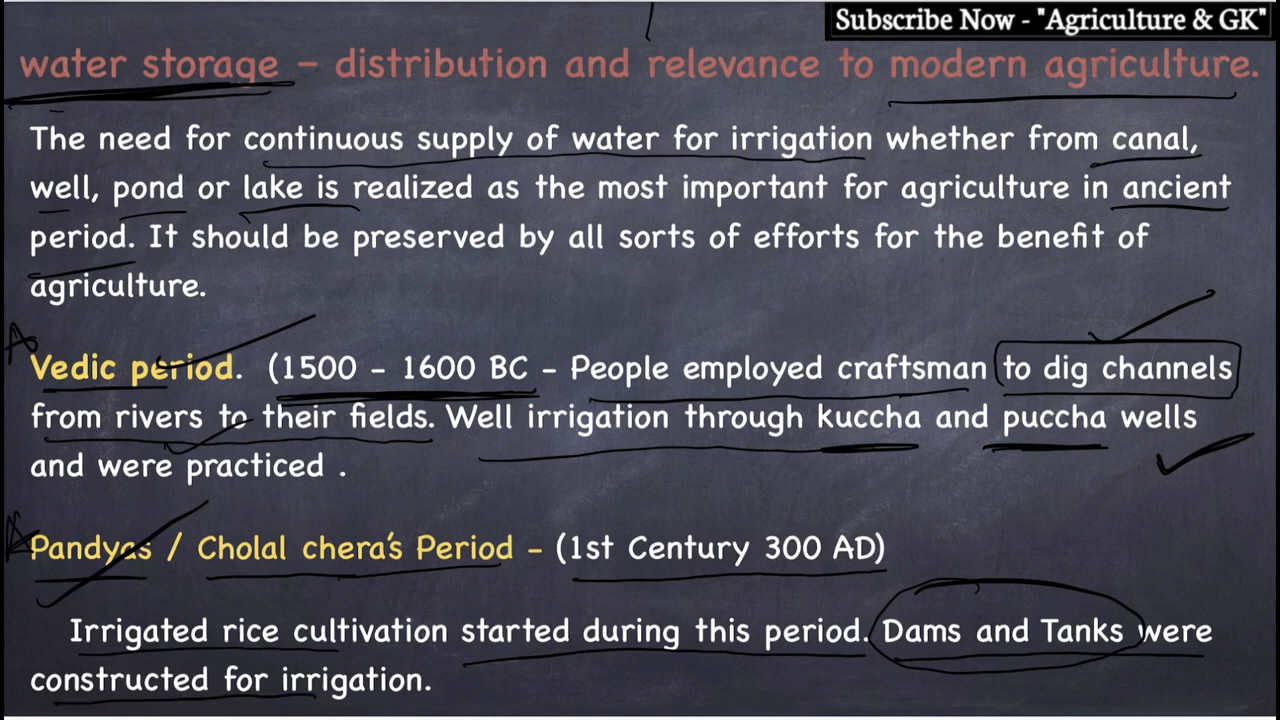 Subscribe Now - "Agriculture & GK"
water storage – distribution and relevance to modern agriculture.
The need for continuous supply of water for irrigation whether from canal,
well, pond or lake is realized as the most important for agriculture in ancient
period. It should be preserved by all sorts of efforts for the benefit of
agriculture.
Vedic period. (1500 – 1600 BC – People employed craftsman to dig channels
from rivers to their fields. Well irrigation through kuccha and puccha wells
and were practiced .
Pandyas / Cholal chera's Period – (1st Century 300 AD)
Irrigated rice cultivation started during this period. Dams and Tanks were
constructed for irrigation.